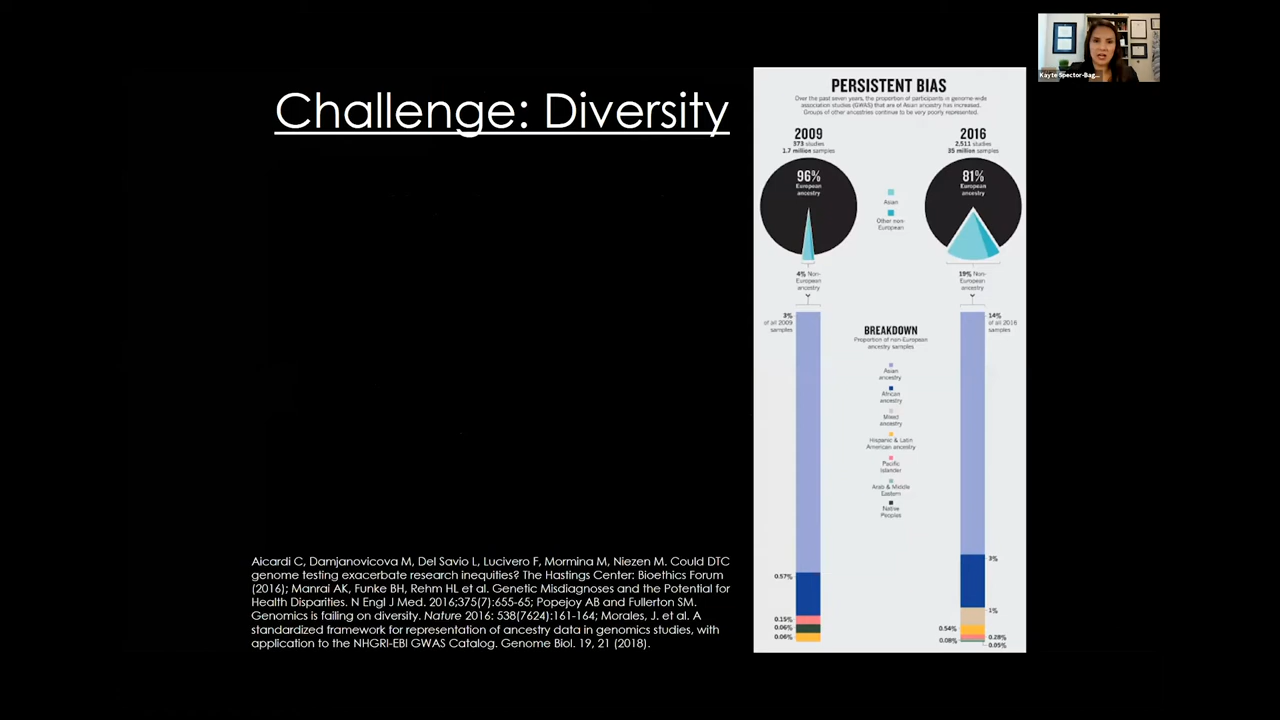 Kayte Spector-Bag...
Challenge: Diversity
PERSISTENT BIAS
Over the past seven years, the proportion of participants in genome-wide
association studies (GWAS) that are of Asian ancestry has increased.
Groups of other ancestries continue to be very poorly represented.
2009
373 studies
1.7 million samples
2016
2,511 studies
35 million samples
96%
European
ancestry
81%
European
ancestry
Asian
Other non-
European
4% Non-
European
ancestry
19% Non-
European
ancestry
3%
of all 2009
samples
14%
of all 2016
samples
BREAKDOWN
Proportion of non-European
ancestry samples
Asian
ancestry
African
ancestry
Mixed
ancestry
Hispanic & Latin
American ancestry
Pacific
Islander
Arab & Middle
Eastern
Native
Peoples
0.57%
0.15%
0.06%
0.06%
3%
1%
0.54%
0.28%
0.08%
0.05%
Aicardi C, Damjanovicova M, Del Savio L, Lucivero F, Mormina M, Niezen M. Could DTC
genome testing exacerbate research inequities? The Hastings Center: Bioethics Forum
(2016); Manrai AK, Funke BH, Rehm HL et al. Genetic Misdiagnoses and the Potential for
Health Disparities. N Engl J Med. 2016;375(7):655-65; Popejoy AB and Fullerton SM.
Genomics is failing on diversity. Nature 2016: 538(7624):161-164; Morales, J. et al. A
standardized framework for representation of ancestry data in genomics studies, with
application to the NHGRI-EBI GWAS Catalog. Genome Biol. 19, 21 (2018).